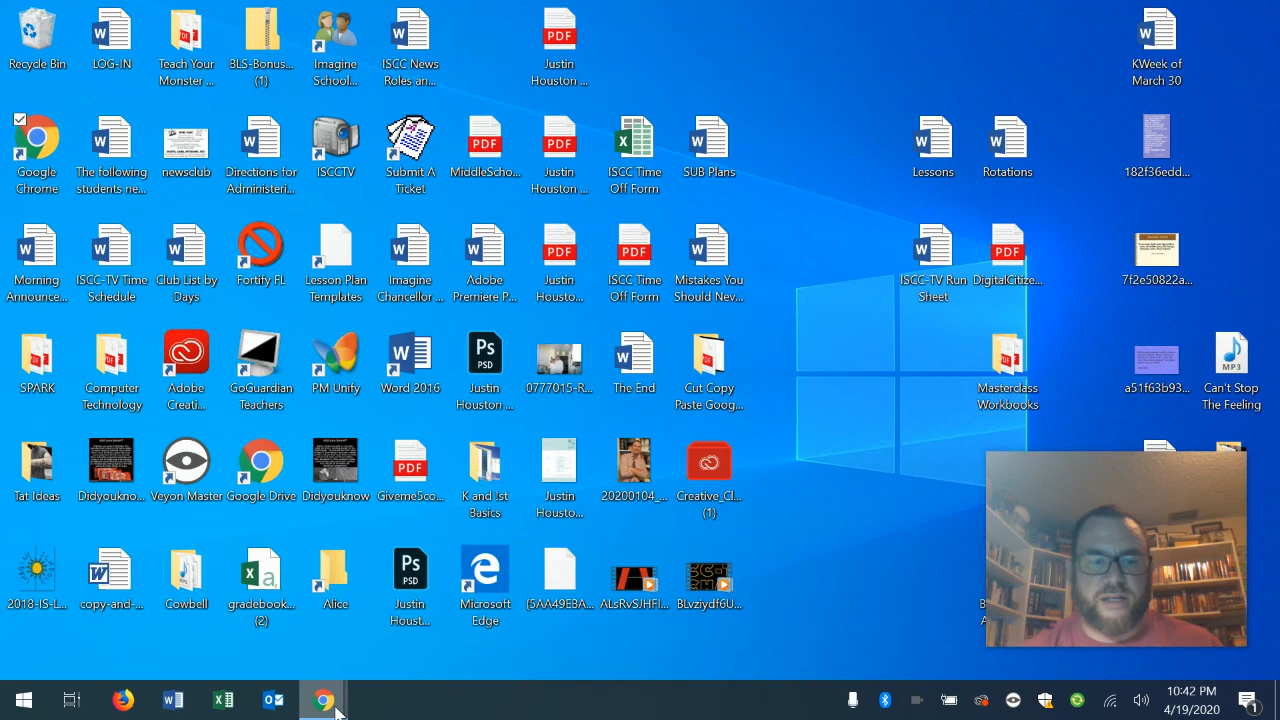 Recycle Bin
LOG-IN
Teach Your
Monster ...
BLS-Bonus...
(1)
Imagine
School...
ISCC News
Roles an...
PDF
Justin
Houston ...
KWeek of
March 30
Google
Chrome
The following
students ne...
newsclub
Directions for
Administeri...
ISCCTV
Submit A
Ticket
PDF
MiddleScho...
PDF
Justin
Houston ...
ISCC Time
Off Form
SUB Plans
Lessons
Rotations
182f36edd...
Morning
Announce...
ISCC-TV Time
Schedule
Club List by
Days
Fortify FL
Lesson Plan
Templates
Imagine
Chancellor ...
Adobe
Premiere P...
PDF
Justin
Housto...
PDF
ISCC Time
Off Form
Mistakes You
Should Nev...
ISCC-TV Run
Sheet
PDF
DigitalCitize...
7f2e50822a...
SPARK
Computer
Technology
Adobe
Creati...
GoGuardian
Teachers
PM Unify
Word 2016
Ps
PSD
Justin
Houston ...
0777015-R...
The End
Cut Copy
Paste Goog...
Masterclass
Workbooks
a51f63b93...
MP3
Can't Stop
The Feeling
Tat Ideas
Didyoukno...
Veyon Master
Google Drive
Didyouknow
PDF
Giveme5co...
K and !st
Basics
Justin
Housto...
20200104_...
Creative_Cl...
(1)
2018-IS-L...
copy-and-...
Cowbell
gradebook...
(2)
Alice
Ps
PSD
Justin
Houst...
Microsoft
Edge
{5AA49EBA...
ALsRvSJHFI...
BLvziydf6U...
10:42 PM
4/19/2020
1